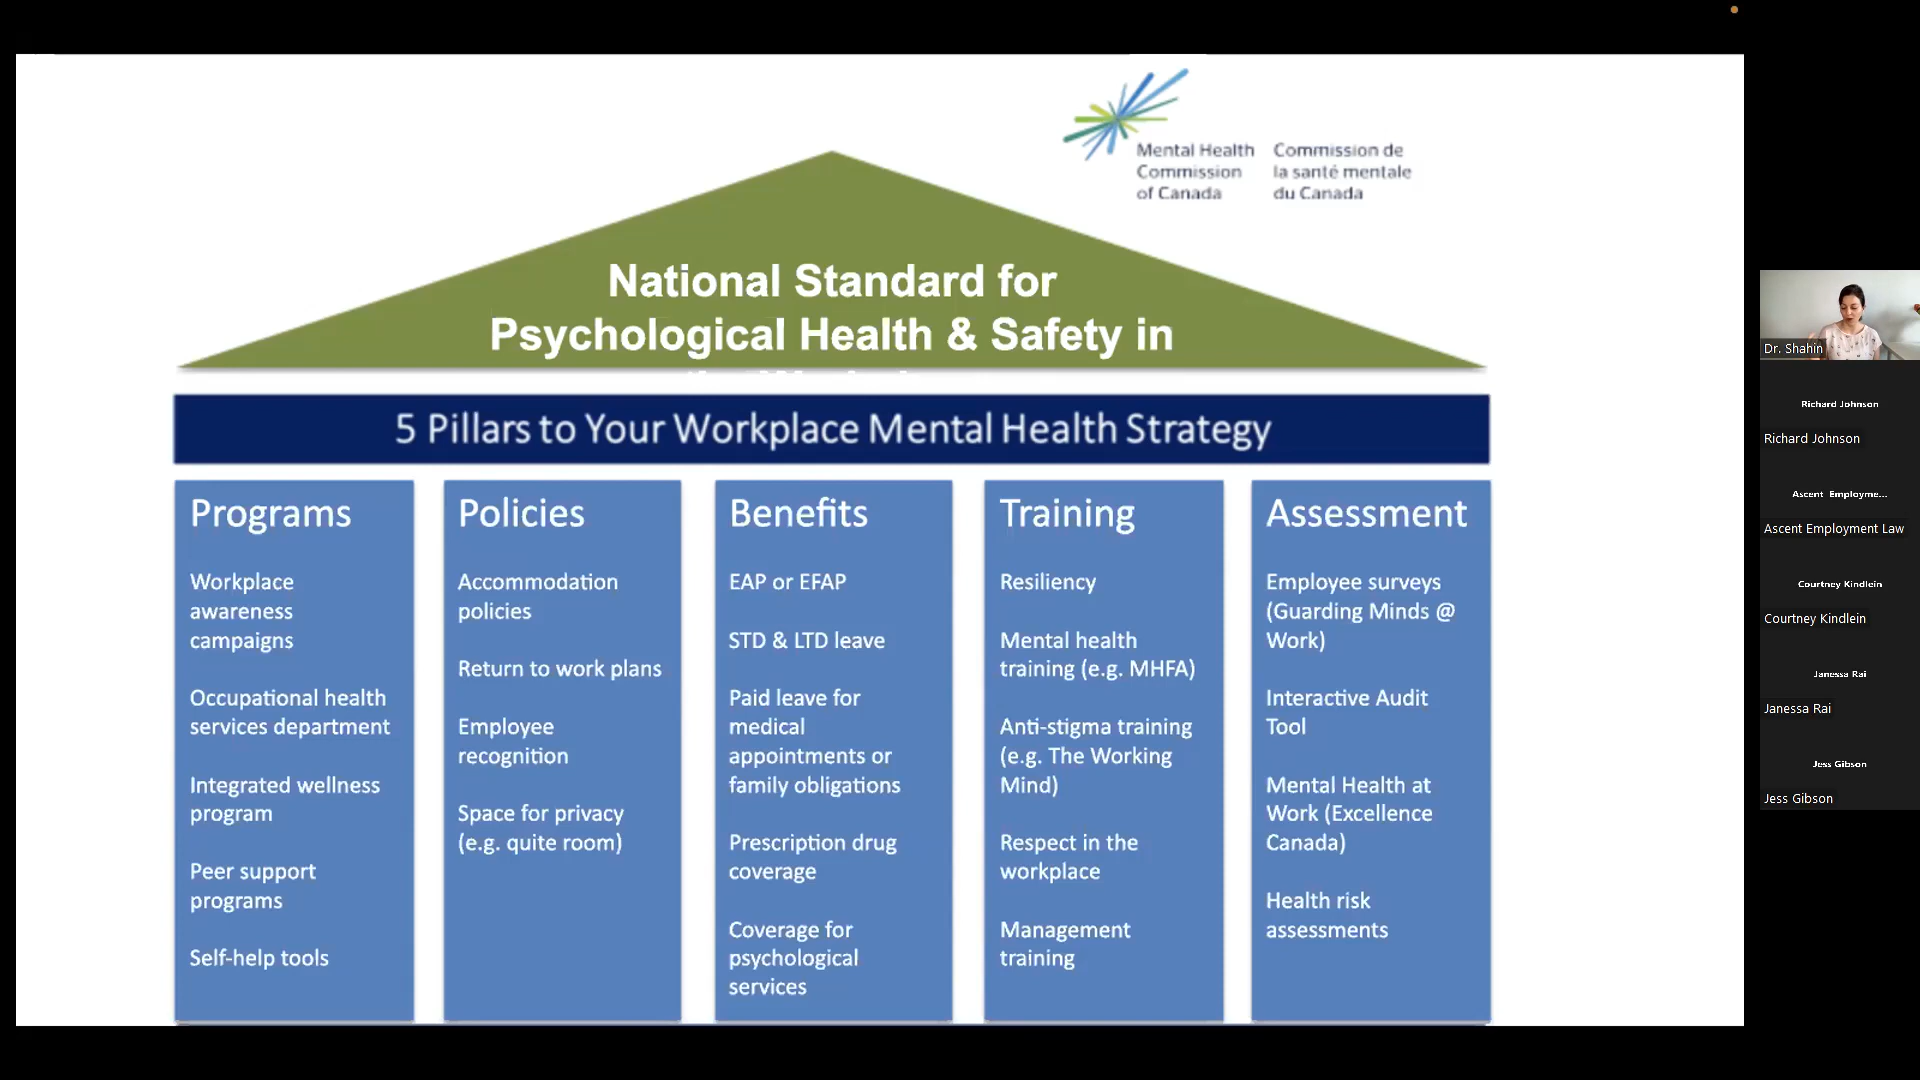 Mental Health
Commission
of Canada
Commission de
la santé mentale
du Canada
National Standard for
Psychological Health & Safety in
5 Pillars to Your Workplace Mental Health Strategy
Programs
Workplace
awareness
campaigns
Occupational health
services department
Integrated wellness
program
Peer support
programs
Self-help tools
Policies
Accommodation
policies
Return to work plans
Employee
recognition
Space for privacy
(e.g. quite room)
Benefits
EAP or EFAP
STD & LTD leave
Paid leave for
medical
appointments or
family obligations
Prescription drug
coverage
Coverage for
psychological
services
Training
Resiliency
Mental health
training (e.g. MHFA)
Anti-stigma training
(e.g. The Working
Mind)
Respect in the
workplace
Management
training
Assessment
Employee surveys
(Guarding Minds @
Work)
Interactive Audit
Tool
Mental Health at
Work (Excellence
Canada)
Health risk
assessments
Dr. Shahin
Richard Johnson
Richard Johnson
Ascent Employme...
Ascent Employment Law
Courtney Kindlein
Courtney Kindlein
Janessa Rai
Janessa Rai
Jess Gibson
Jess Gibson